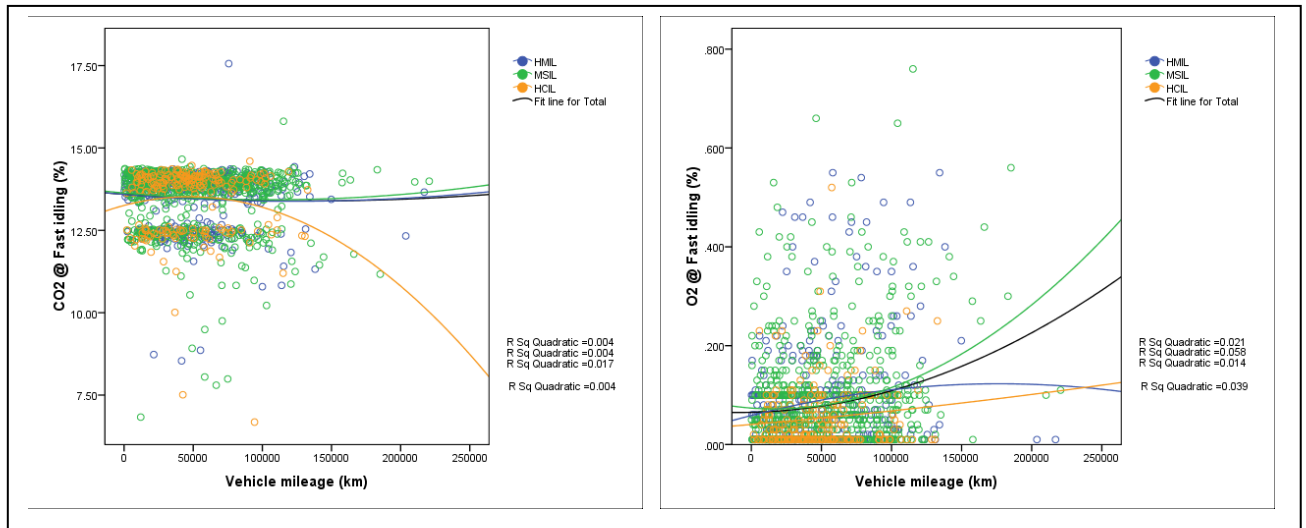 17.50
15.00
12.50
10.00
7.50
CO2 @ Fast idling (%)
0 50000 100000 150000 200000 250000
Vehicle mileage (km)
HMIL
MSIL
HCIL
Fit line for Total
R Sq Quadratic =0.004
R Sq Quadratic =0.004
R Sq Quadratic =0.017
R Sq Quadratic =0.004
.800
.600
.400
.200
.000
O2 @ Fast idling (%)
0 50000 100000 150000 200000 250000
Vehicle mileage (km)
HMIL
MSIL
HCIL
Fit line for Total
R Sq Quadratic =0.021
R Sq Quadratic =0.058
R Sq Quadratic =0.014
R Sq Quadratic =0.039